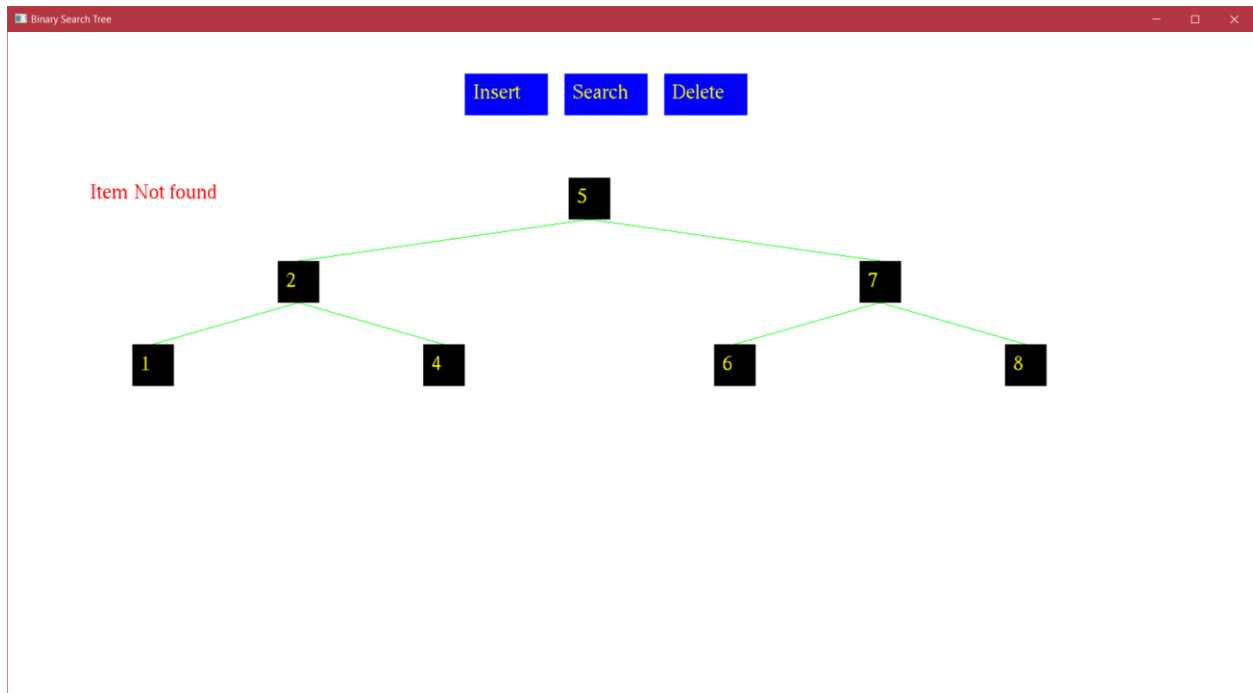 Binary Search Tree
Insert Search Delete
Item Not found
5
2 7
1 4 6 8